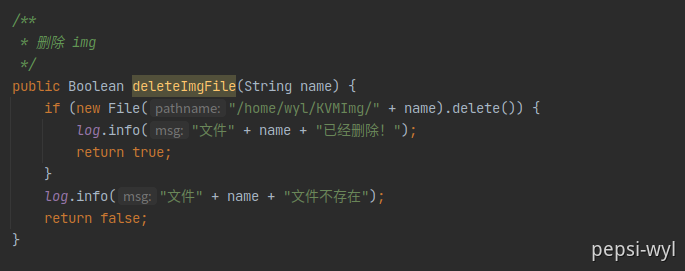 /**
 * 删除 img
 */
public Boolean deleteImgFile(String name) {
    if (new File( pathname: "/home/wyl/KVMImg/" + name).delete()) {
        log.info( msg: "文件" + name + "已经删除！");
        return true;
    }
    log.info( msg: "文件" + name + "文件不存在");
    return false;
}
pepsi-wyl